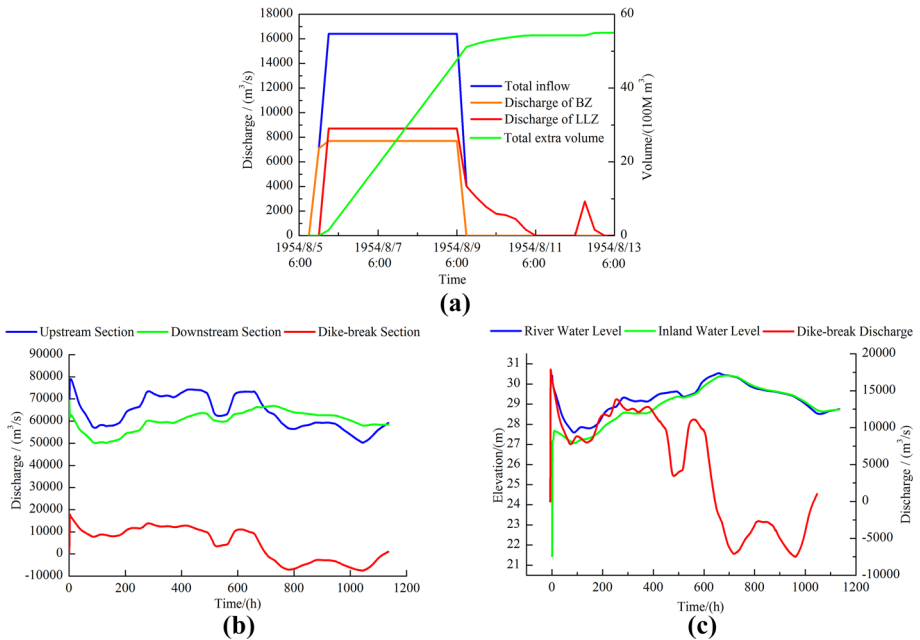 (a)
18000
16000
14000
12000
10000
8000
6000
4000
2000
0
Discharge / (m³/s)
60
40
20
0
Volume/(100M m³)
Total inflow
Discharge of BZ
Discharge of LLZ
Total extra volume
1954/8/5 1954/8/7 1954/8/9 1954/8/11 1954/8/13
6:00 6:00 6:00 6:00 6:00
Time
Upstream Section Downstream Section Dike-break Section
90000
80000
70000
60000
50000
40000
30000
20000
10000
0
-10000
Discharge / (m³/s)
0 200 400 600 800 1000 1200
Time/(h)
(b)
River Water Level Inland Water Level Dike-break Discharge
31
30
29
28
27
26
25
24
23
22
21
Elevation/(m)
20000
15000
10000
5000
0
-5000
-10000
Discharge / (m³/s)
0 200 400 600 800 1000 1200
Time/(h)
(c)